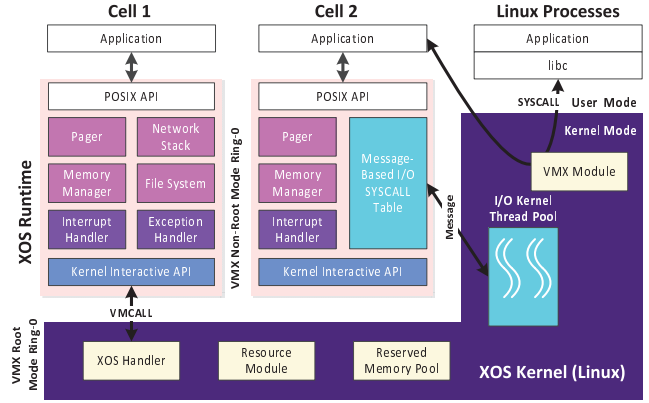 Cell 1
Cell 2
Linux Processes
Application
Application
Application
libc
POSIX API
POSIX API
SYSCALL
User Mode
Kernel Mode
XOS Runtime
Pager
Network
Stack
Memory
Manager
File System
Interrupt
Handler
Exception
Handler
Kernel Interactive API
VMX Non-Root Mode Ring-0
Pager
Memory
Manager
Interrupt
Handler
Message-
Based I/O
SYSCALL
Table
Kernel Interactive API
Message
VMX Module
I/O Kernel
Thread Pool
VMCALL
VMX Root
Mode Ring-0
XOS Handler
Resource
Module
Reserved
Memory Pool
XOS Kernel (Linux)